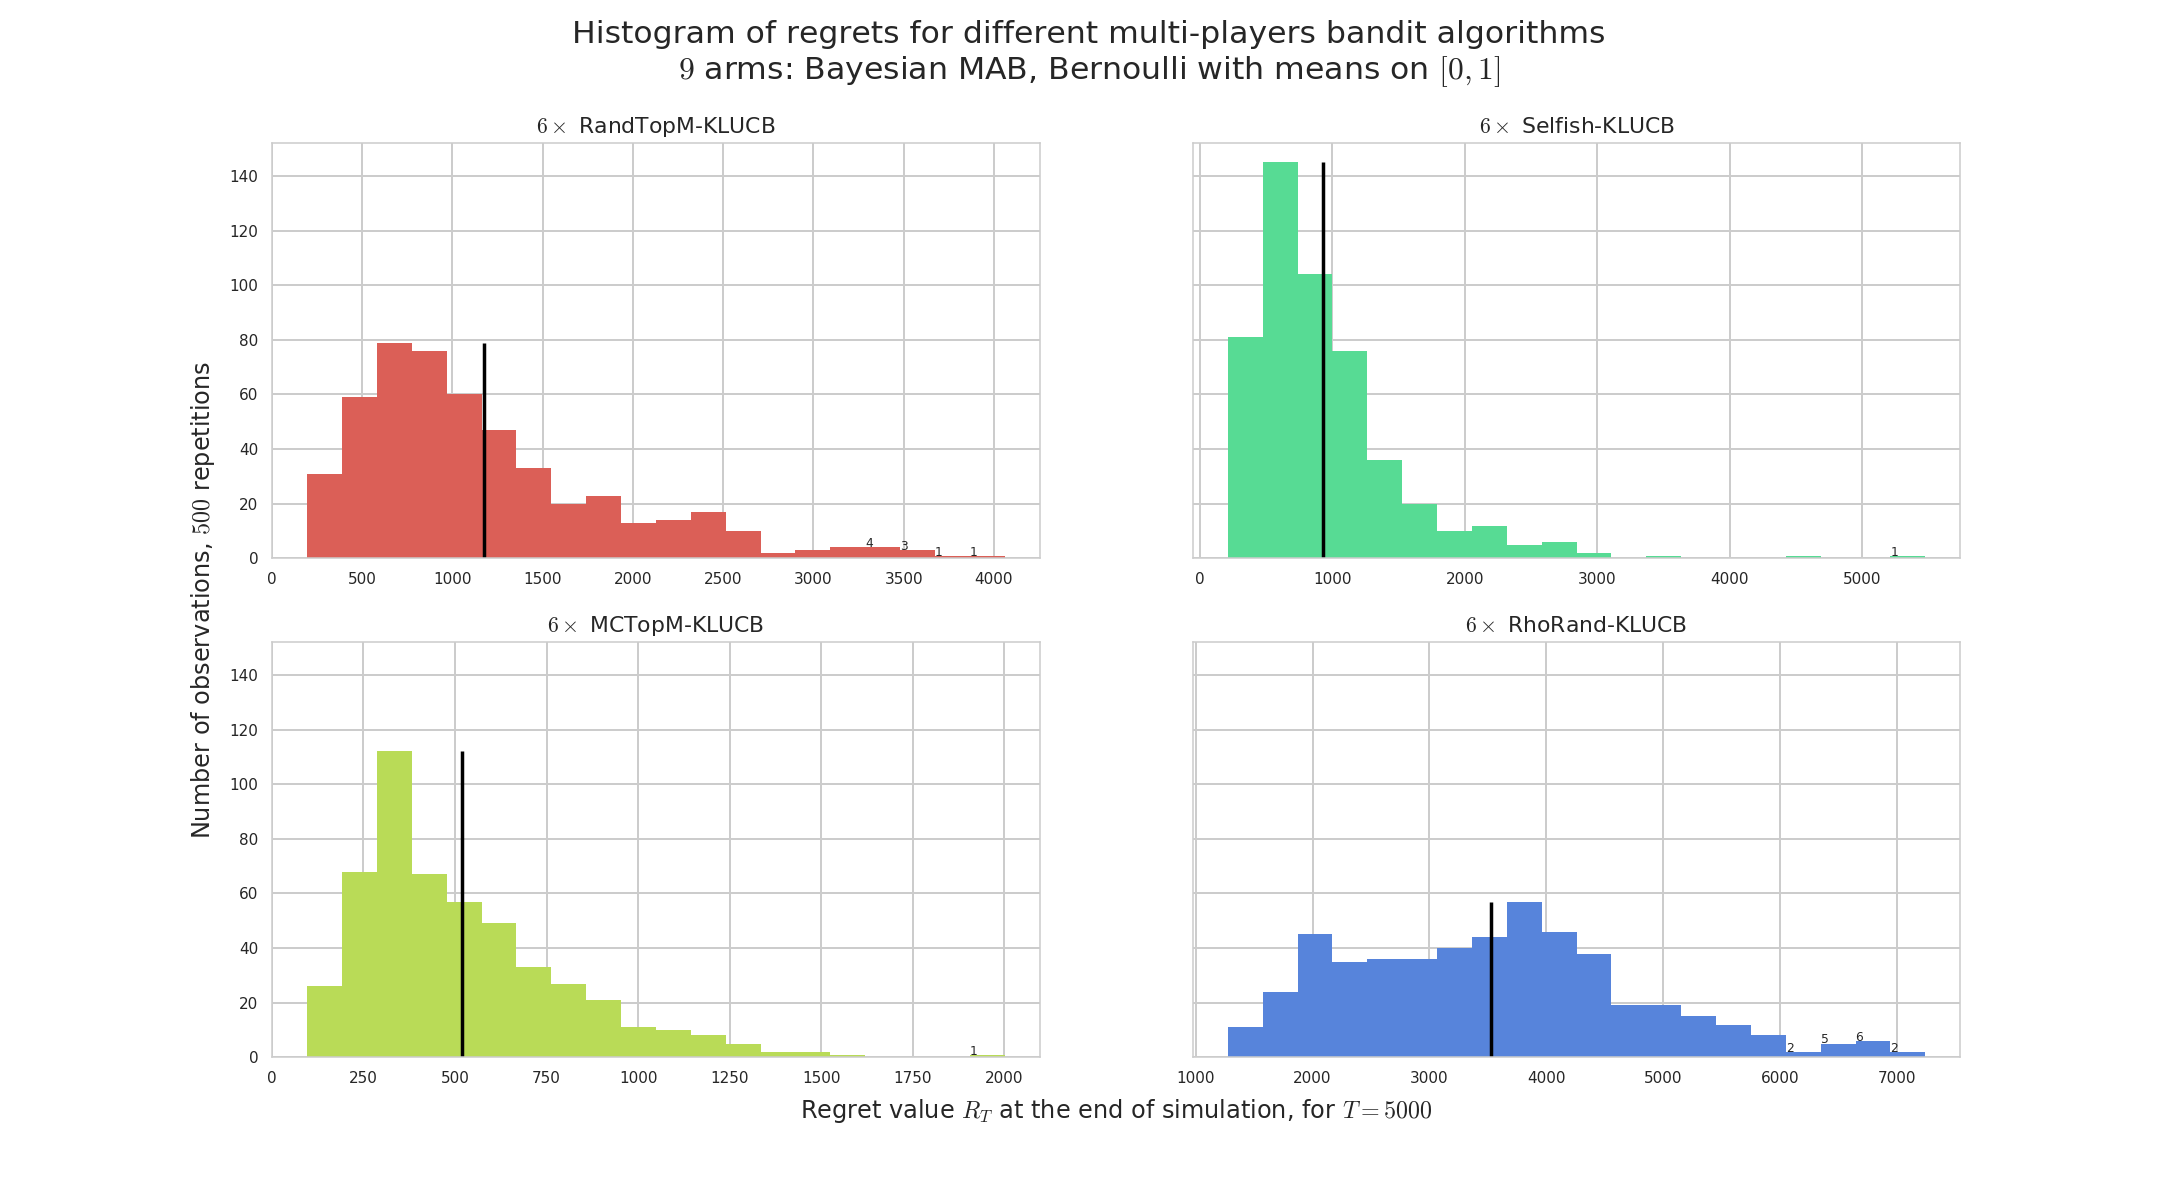 Histogram of regrets for different multi-players bandit algorithms
9 arms: Bayesian MAB, Bernoulli with means on [0, 1]
6× RandTopM-KLUCB
140
120
100
80
60
40
20
0
4
3
1
1
0 500 1000 1500 2000 2500 3000 3500 4000
6× Selfish-KLUCB
1
0 1000 2000 3000 4000 5000
Number of observations, 500 repetitions
6× MCTopM-KLUCB
140
120
100
80
60
40
20
0
1
0 250 500 750 1000 1250 1500 1750 2000
6× RhoRand-KLUCB
2
5
6
2
1000 2000 3000 4000 5000 6000 7000
Regret value R_T at the end of simulation, for T = 5000